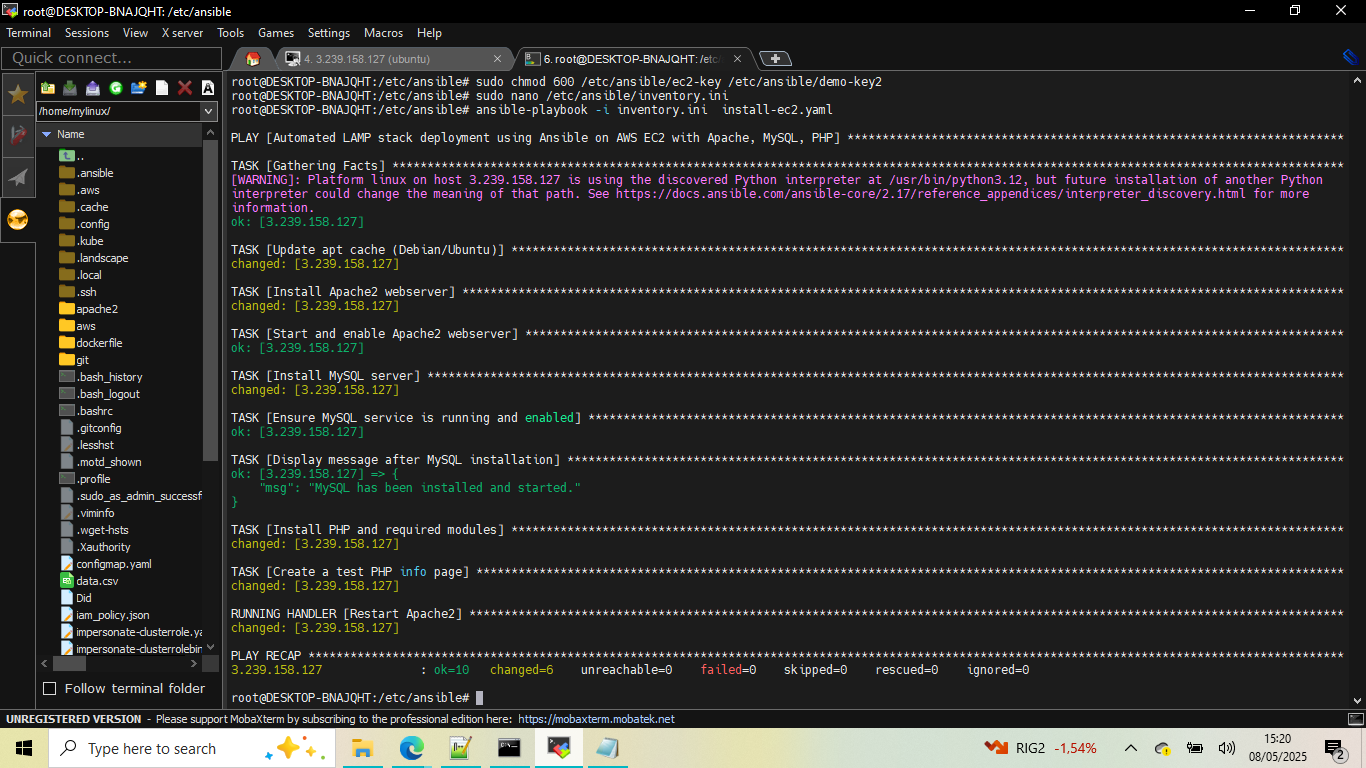 root@DESKTOP-BNAJQHT: /etc/ansible
Terminal Sessions View X server Tools Games Settings Macros Help
Quick connect...
4. 3.239.158.127 (ubuntu)
6. root@DESKTOP-BNAJQHT: /etc/
/home/mylinux/
Name
..
.ansible
.aws
.cache
.config
.kube
.landscape
.local
.ssh
apache2
aws
dockerfile
git
.bash_history
.bash_logout
.bashrc
.gitconfig
.lesshst
.motd_shown
.profile
.sudo_as_admin_successf
.viminfo
.wget-hsts
.Xauthority
configmap.yaml
data.csv
Did
iam_policy.json
impersonate-clusterrole.ya
impersonate-clusterrolebin
Follow terminal folder
root@DESKTOP-BNAJQHT:/etc/ansible# sudo chmod 600 /etc/ansible/ec2-key /etc/ansible/demo-key2
root@DESKTOP-BNAJQHT:/etc/ansible# sudo nano /etc/ansible/inventory.ini
root@DESKTOP-BNAJQHT:/etc/ansible# ansible-playbook -i inventory.ini  install-ec2.yaml
PLAY [Automated LAMP stack deployment using Ansible on AWS EC2 with Apache, MySQL, PHP] ***********************************************************************
TASK [Gathering Facts] ****************************************************************************************************************************************
[WARNING]: Platform linux on host 3.239.158.127 is using the discovered Python interpreter at /usr/bin/python3.12, but future installation of another Python
interpreter could change the meaning of that path. See https://docs.ansible.com/ansible-core/2.17/reference_appendices/interpreter_discovery.html for more
information.
ok: [3.239.158.127]
TASK [Update apt cache (Debian/Ubuntu)] ***********************************************************************************************************************
changed: [3.239.158.127]
TASK [Install Apache2 webserver] ******************************************************************************************************************************
changed: [3.239.158.127]
TASK [Start and enable Apache2 webserver] *********************************************************************************************************************
ok: [3.239.158.127]
TASK [Install MySQL server] ***********************************************************************************************************************************
changed: [3.239.158.127]
TASK [Ensure MySQL service is running and enabled] ************************************************************************************************************
ok: [3.239.158.127]
TASK [Display message after MySQL installation] ***************************************************************************************************************
ok: [3.239.158.127] => {
"msg": "MySQL has been installed and started."
}
TASK [Install PHP and required modules] ***********************************************************************************************************************
changed: [3.239.158.127]
TASK [Create a test PHP info page] ****************************************************************************************************************************
changed: [3.239.158.127]
RUNNING HANDLER [Restart Apache2] *****************************************************************************************************************************
changed: [3.239.158.127]
PLAY RECAP ****************************************************************************************************************************************************
3.239.158.127 : ok=10 changed=6 unreachable=0 failed=0 skipped=0 rescued=0 ignored=0
root@DESKTOP-BNAJQHT:/etc/ansible#
UNREGISTERED VERSION - Please support MobaXterm by subscribing to the professional edition here: https://mobaxterm.mobatek.net
Type here to search
RIG2 -1,54%
15:20
08/05/2025
2